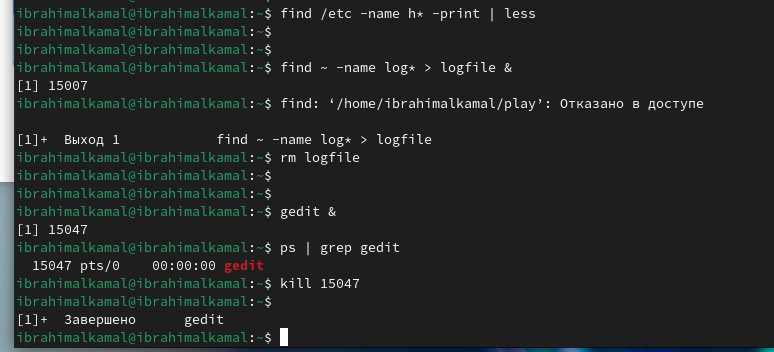 ibrahimalkamal@ibrahimalkamal:~$ find /etc -name h* -print | less
ibrahimalkamal@ibrahimalkamal:~$
ibrahimalkamal@ibrahimalkamal:~$
ibrahimalkamal@ibrahimalkamal:~$ find ~ -name log* > logfile &
[1] 15007
ibrahimalkamal@ibrahimalkamal:~$ find: ‘/home/ibrahimalkamal/play’: Отказано в доступе
[1]+  Выход 1            find ~ -name log* > logfile
ibrahimalkamal@ibrahimalkamal:~$ rm logfile
ibrahimalkamal@ibrahimalkamal:~$
ibrahimalkamal@ibrahimalkamal:~$
ibrahimalkamal@ibrahimalkamal:~$ gedit &
[1] 15047
ibrahimalkamal@ibrahimalkamal:~$ ps | grep gedit
  15047 pts/0    00:00:00 gedit
ibrahimalkamal@ibrahimalkamal:~$ kill 15047
ibrahimalkamal@ibrahimalkamal:~$
[1]+  Завершено      gedit
ibrahimalkamal@ibrahimalkamal:~$